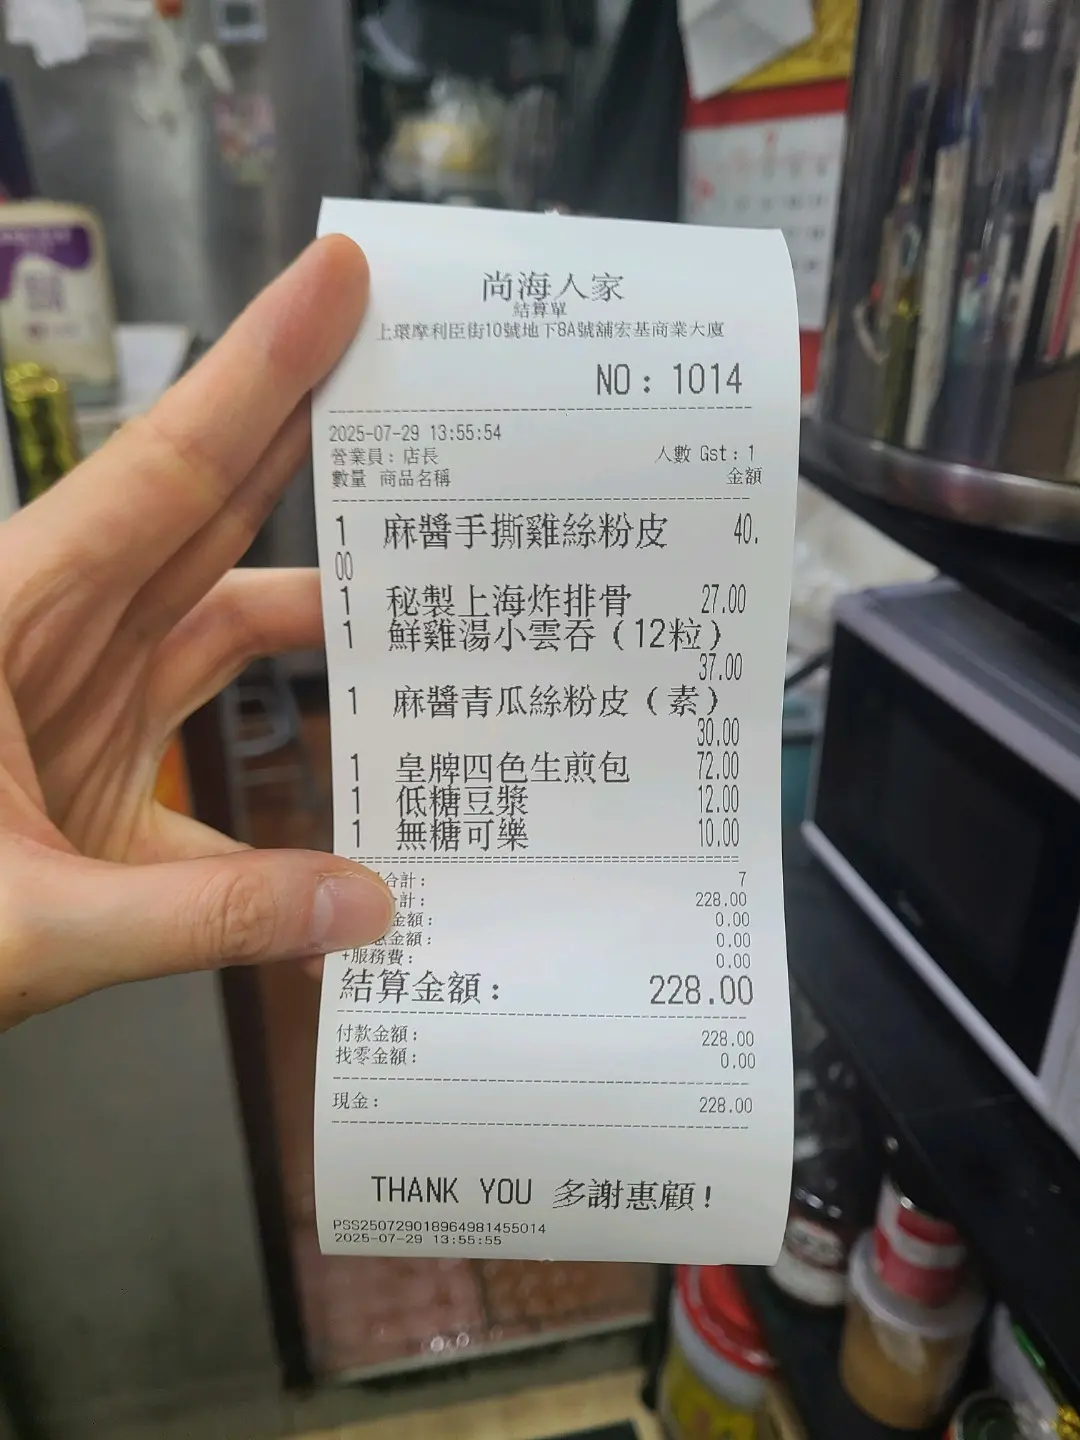 尚海人家
結算單
上環摩利臣街10號地下8A號舖宏基商業大廈
NO: 1014
2025-07-29 13:55:54
營業員: 店長 人數 Gst: 1
數量 商品名稱 金額
1 麻醬手撕雞絲粉皮 40.
00
1 秘製上海炸排骨 27.00
1 鮮雞湯小雲吞(12粒)
37.00
1 麻醬青瓜絲粉皮(素)
30.00
1 皇牌四色生煎包 72.00
1 低糖豆漿 12.00
1 無糖可樂 10.00
合計: 7
計: 228.00
金額: 0.00
金額: 0.00
+服務費: 0.00
結算金額: 228.00
付款金額: 228.00
找零金額: 0.00
現金: 228.00
THANK YOU 多謝惠顧!
PSS250729018964981455014
2025-07-29 13:55:55